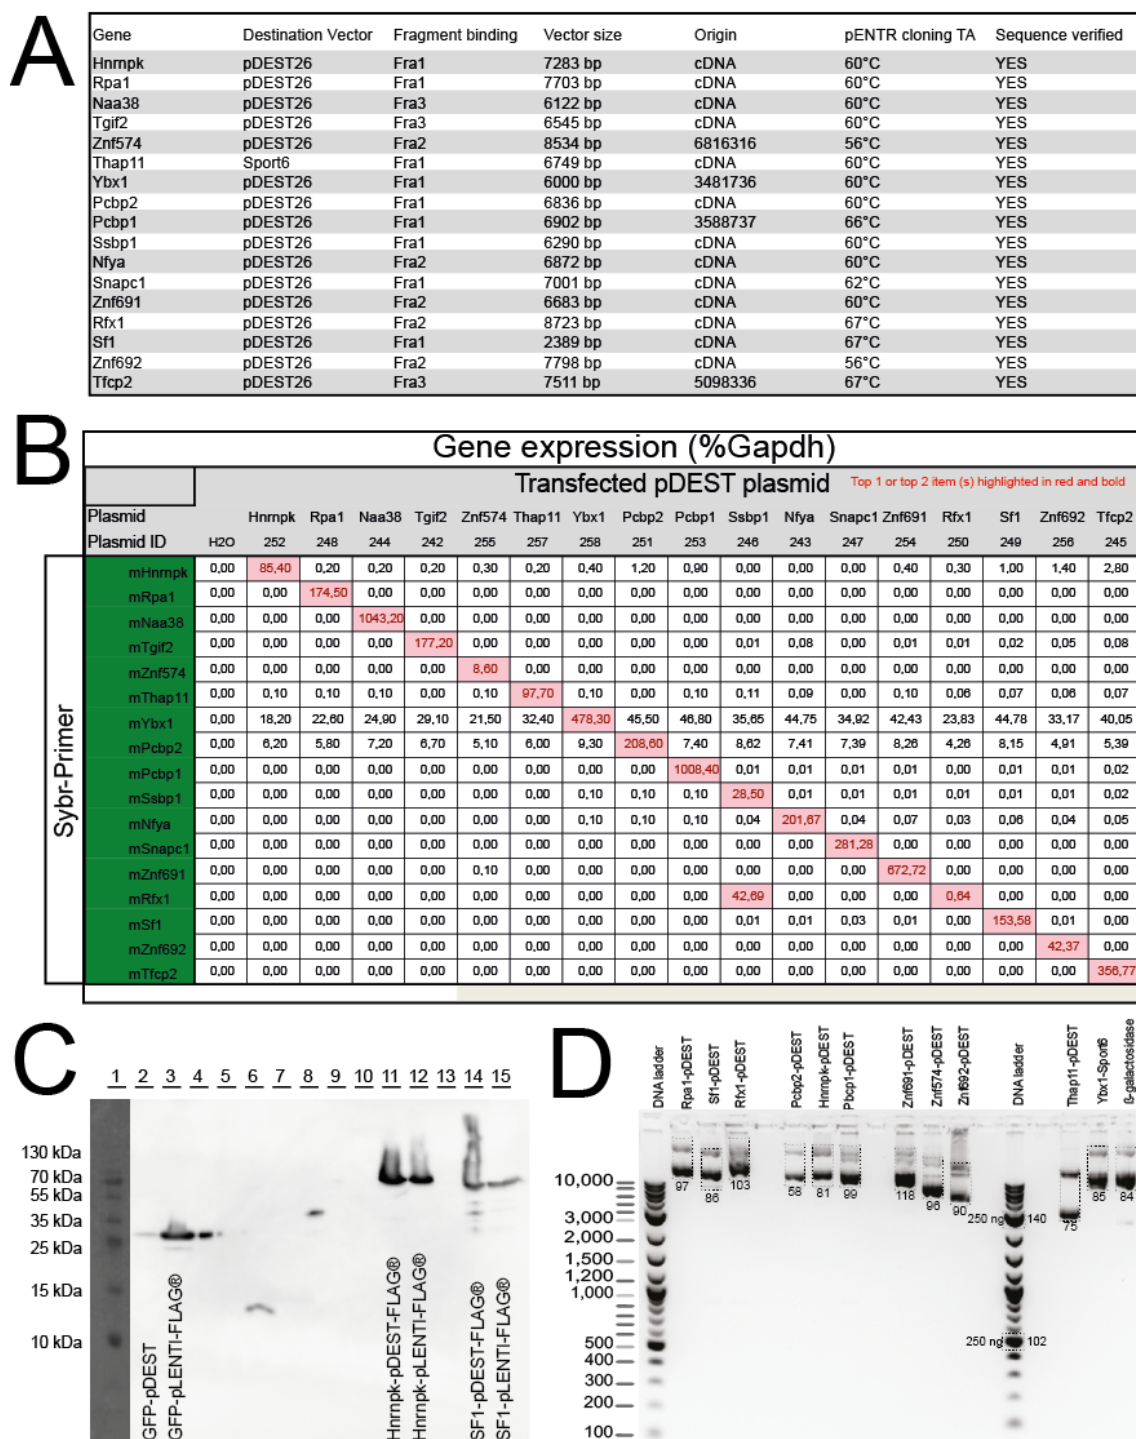 A
Gene Destination Vector Fragment binding Vector size Origin pENTR cloning TA Sequence verified
Hnrnpk pDEST26 Fra1 7283 bp cDNA 60°C YES
Rpa1 pDEST26 Fra1 7703 bp cDNA 60°C YES
Naa38 pDEST26 Fra3 6122 bp cDNA 60°C YES
Tgif2 pDEST26 Fra3 6545 bp cDNA 60°C YES
Znf574 pDEST26 Fra2 8534 bp 6816316 56°C YES
Thap11 Sport6 Fra1 6749 bp cDNA 60°C YES
Ybx1 pDEST26 Fra1 6000 bp 3481736 60°C YES
Pcbp2 pDEST26 Fra1 6836 bp cDNA 60°C YES
Pcbp1 pDEST26 Fra1 6902 bp 3588737 66°C YES
Ssbp1 pDEST26 Fra1 6290 bp cDNA 60°C YES
Nfya pDEST26 Fra2 6872 bp cDNA 60°C YES
Snapc1 pDEST26 Fra1 7001 bp cDNA 62°C YES
Znf691 pDEST26 Fra2 6683 bp cDNA 60°C YES
Rfx1 pDEST26 Fra2 8723 bp cDNA 67°C YES
Sf1 pDEST26 Fra1 2389 bp cDNA 67°C YES
Znf692 pDEST26 Fra2 7798 bp cDNA 56°C YES
Tfcp2 pDEST26 Fra3 7511 bp 5098336 67°C YES
B
Gene expression (%Gapdh)
Transfected pDEST plasmid Top 1 or top 2 item (s) highlighted in red and bold
Plasmid Hnrnpk Rpa1 Naa38 Tgif2 Znf574 Thap11 Ybx1 Pcbp2 Pcbp1 Ssbp1 Nfya Snapc1 Znf691 Rfx1 Sf1 Znf692 Tfcp2
Plasmid ID H2O 252 248 244 242 255 257 258 251 253 246 243 247 254 250 249 256 245
Sybr-Primer
mHnrnpk 0,00 85,40 0,20 0,20 0,20 0,30 0,20 0,40 1,20 0,90 0,00 0,00 0,00 0,40 0,30 1,00 1,40 2,80
mRpa1 0,00 0,00 174,50 0,00 0,00 0,00 0,00 0,00 0,00 0,00 0,00 0,00 0,00 0,00 0,00 0,00 0,00 0,00
mNaa38 0,00 0,00 0,00 1043,20 0,00 0,00 0,00 0,00 0,00 0,00 0,00 0,00 0,00 0,00 0,00 0,00 0,00 0,00
mTgif2 0,00 0,00 0,00 0,00 177,20 0,00 0,00 0,00 0,00 0,00 0,01 0,08 0,00 0,01 0,01 0,02 0,05 0,08
mZnf574 0,00 0,00 0,00 0,00 0,00 8,60 0,00 0,00 0,00 0,00 0,00 0,00 0,00 0,00 0,00 0,00 0,00 0,00
mThap11 0,00 0,10 0,10 0,10 0,00 0,10 97,70 0,10 0,00 0,10 0,11 0,09 0,00 0,10 0,06 0,07 0,06 0,07
mYbx1 0,00 18,20 22,60 24,90 29,10 21,50 32,40 478,30 45,50 46,80 35,65 44,75 34,92 42,43 23,83 44,78 33,17 40,05
mPcbp2 0,00 6,20 5,80 7,20 6,70 5,10 6,00 9,30 208,60 7,40 8,62 7,41 7,39 8,26 4,26 8,15 4,91 5,39
mPcbp1 0,00 0,00 0,00 0,00 0,00 0,00 0,00 0,00 0,00 1008,40 0,01 0,01 0,01 0,00 0,01 0,01 0,01 0,02
mSsbp1 0,00 0,00 0,00 0,00 0,00 0,00 0,00 0,10 0,10 0,10 28,50 0,01 0,01 0,01 0,01 0,01 0,01 0,02
mNfya 0,00 0,00 0,00 0,00 0,00 0,00 0,00 0,10 0,10 0,10 0,04 201,67 0,04 0,07 0,03 0,06 0,04 0,05
mSnapc1 0,00 0,00 0,00 0,00 0,00 0,00 0,00 0,00 0,00 0,00 0,00 0,00 281,28 0,00 0,00 0,00 0,00 0,00
mZnf691 0,00 0,00 0,00 0,00 0,00 0,10 0,00 0,00 0,00 0,00 0,00 0,00 0,00 672,72 0,00 0,00 0,00 0,00
mRfx1 0,00 0,00 0,00 0,00 0,00 0,00 0,00 0,00 0,00 0,00 42,69 0,00 0,00 0,00 0,64 0,00 0,00 0,00
mSf1 0,00 0,00 0,00 0,00 0,00 0,00 0,00 0,00 0,00 0,00 0,01 0,01 0,03 0,01 0,00 153,58 0,01 0,00
mZnf692 0,00 0,00 0,00 0,00 0,00 0,00 0,00 0,00 0,00 0,00 0,00 0,00 0,00 0,00 0,00 0,00 42,37 0,00
mTfcp2 0,00 0,00 0,00 0,00 0,00 0,00 0,00 0,00 0,00 0,00 0,00 0,00 0,00 0,00 0,00 0,00 0,00 356,77
C
1 2 3 4 5 6 7 8 9 10 11 12 13 14 15
130 kDa
70 kDa
55 kDa
35 kDa
25 kDa
15 kDa
10 kDa
GFP-pDEST
GFP-pLENTI-FLAG®
Hnrnpk-pDEST-FLAG®
Hnrnpk-pLENTI-FLAG®
SF1-pDEST-FLAG®
SF1-pLENTI-FLAG®
D
DNA ladder
Rpa1-pDEST
Sf1-pDEST
Rfx1-pDEST
Pcbp2-pDEST
Hnrnpk-pDEST
Pbcp1-pDEST
Znf691-pDEST
Znf574-pDEST
Znf692-pDEST
DNA ladder
Thap11-pDEST
Ybx1-Sport6
ß-galactosidase
97 86 103 58 81 99 118 96 90 75 85 84
250 ng 140
250 ng 102
10,000
3,000
2,000
1,500
1,200
1,000
500
400
300
200
100